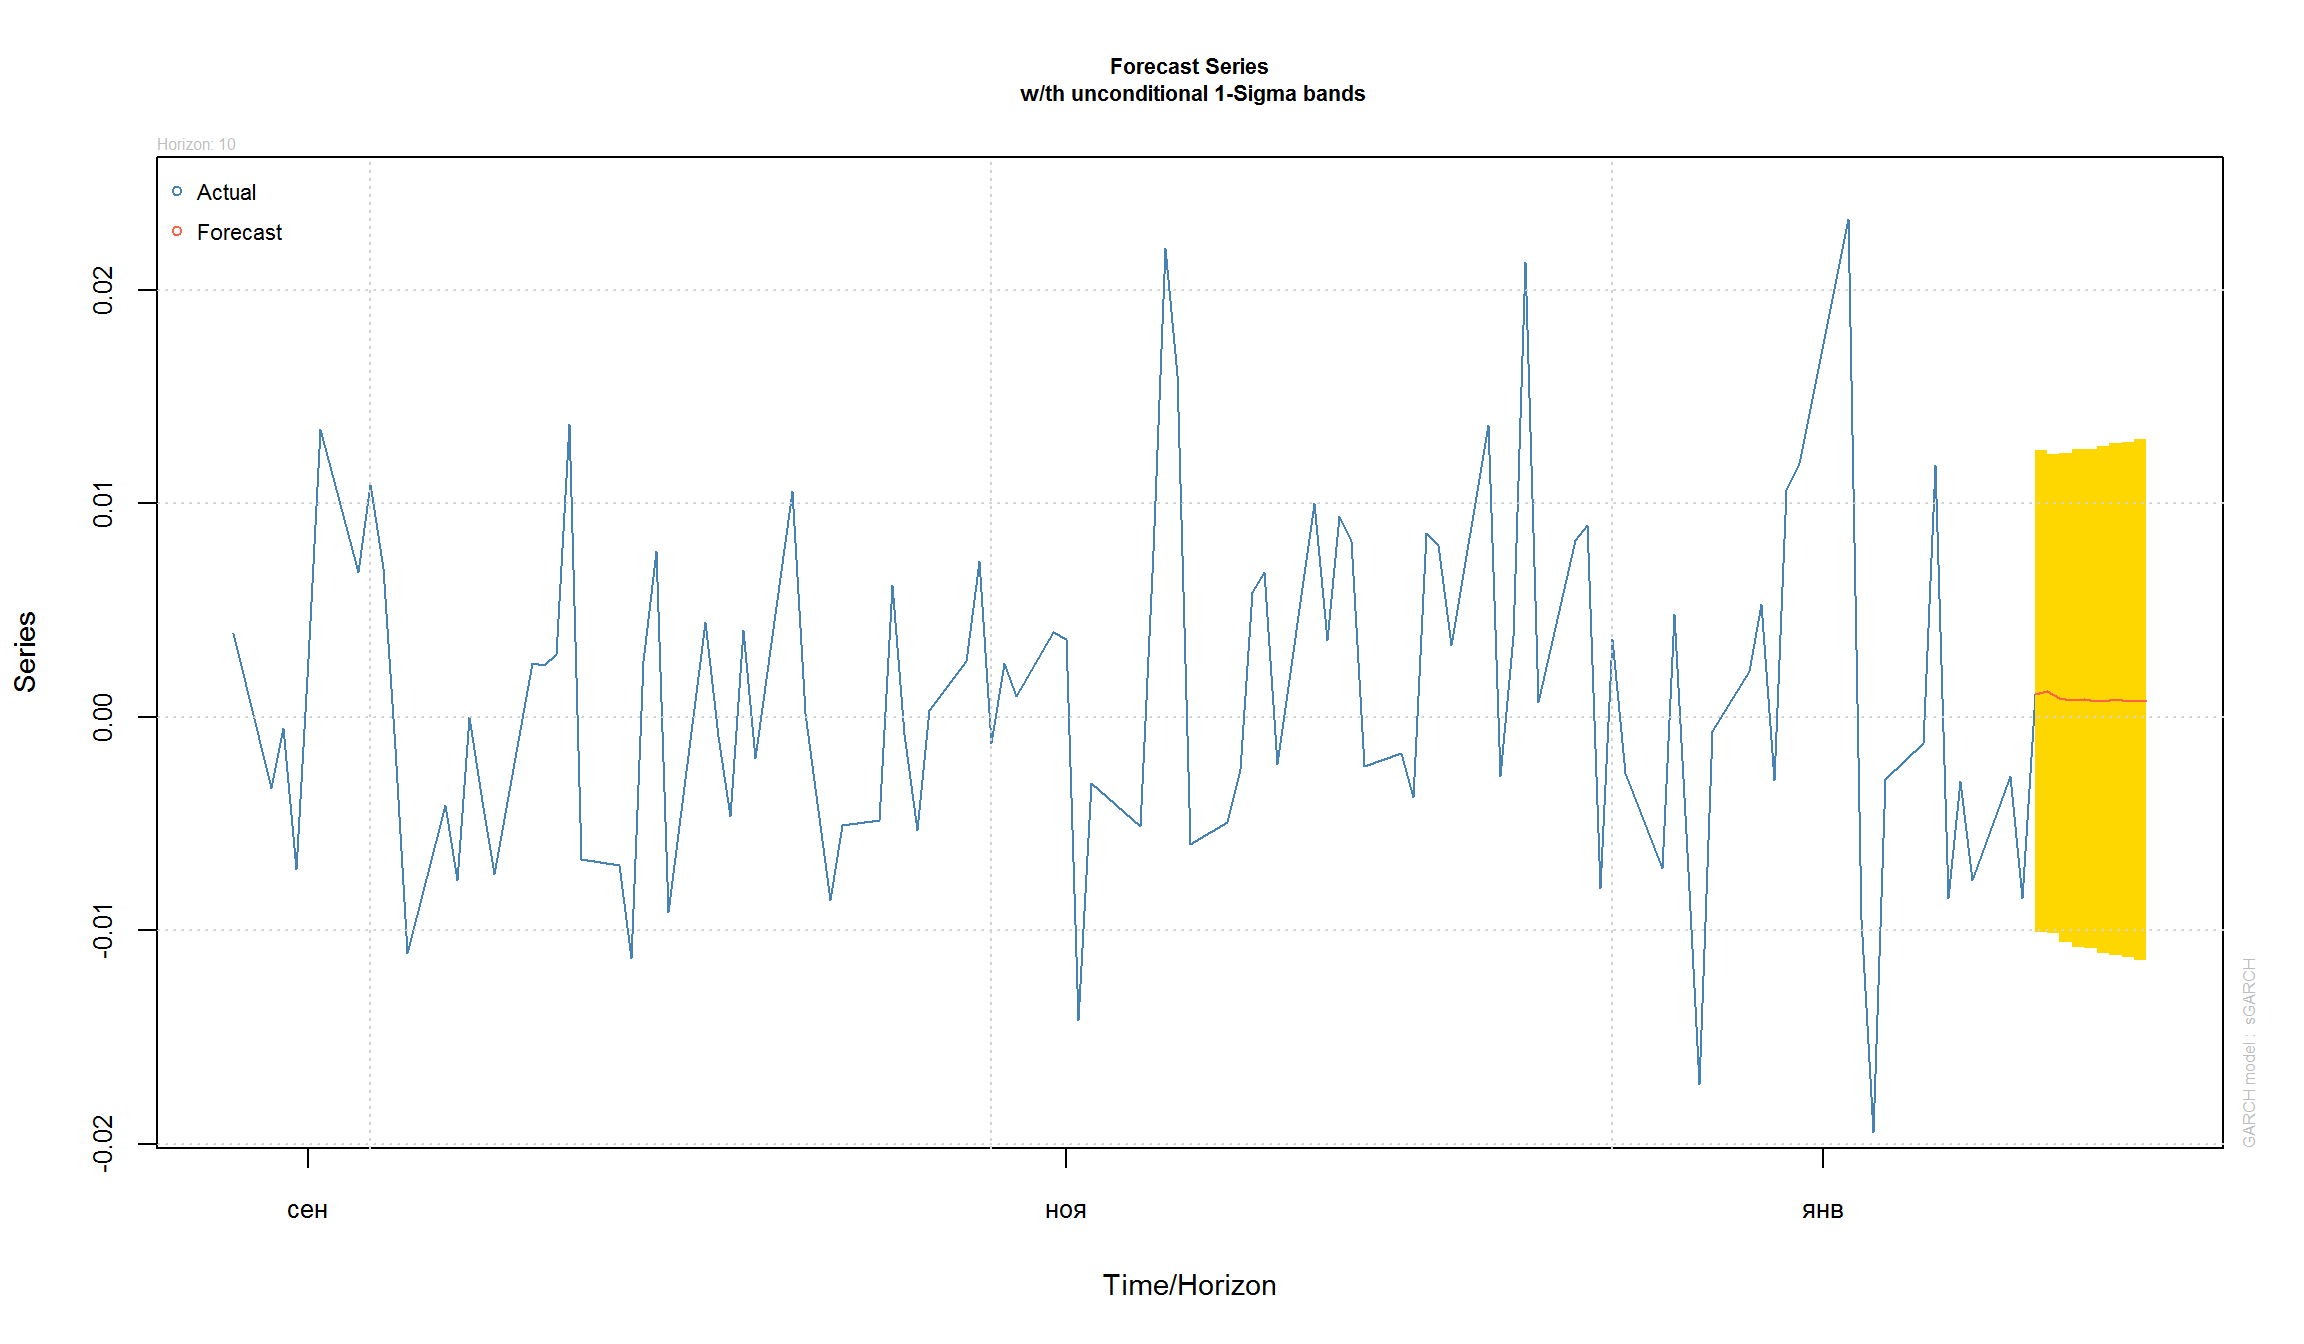 Forecast Series
w/th unconditional 1-Sigma bands
Horizon: 10
Actual
Forecast
0.02
0.01
0.00
-0.01
-0.02
Series
сен
ноя
янв
Time/Horizon
GARCH model : sGARCH